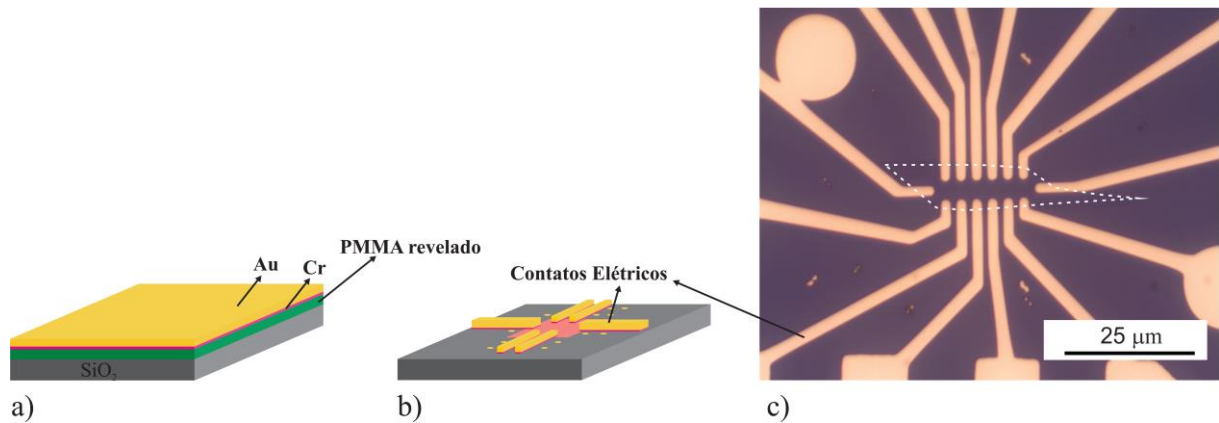 Au
Cr
PMMA revelado
SiO₂
a)
Contatos Elétricos
b)
25 μm
c)